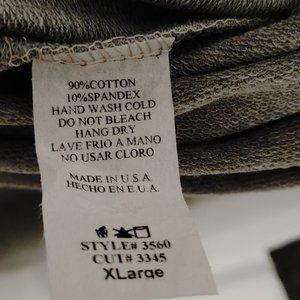 90%COTTON
10%SPANDEX
HAND WASH COLD
DO NOT BLEACH
HANG DRY
LAVE FRIO A MANO
NO USAR CLORO
MADE IN U.S.A.
HECHO EN E.U.A.
STYLE# 3560
CUT# 3345
XLarge